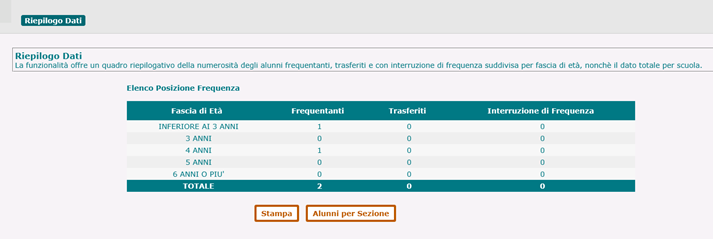 Riepilogo Dati
Riepilogo Dati
La funzionalità offre un quadro riepilogativo della numerosità degli alunni frequentanti, trasferiti e con interruzione di frequenza suddivisa per fascia di età, nonchè il dato totale per scuola.
Elenco Posizione Frequenza
Fascia di Età Frequentanti Trasferiti Interruzione di Frequenza
INFERIORE AI 3 ANNI 1 0 0
3 ANNI 0 0 0
4 ANNI 1 0 0
5 ANNI 0 0 0
6 ANNI O PIU' 0 0 0
TOTALE 2 0 0
Stampa Alunni per Sezione